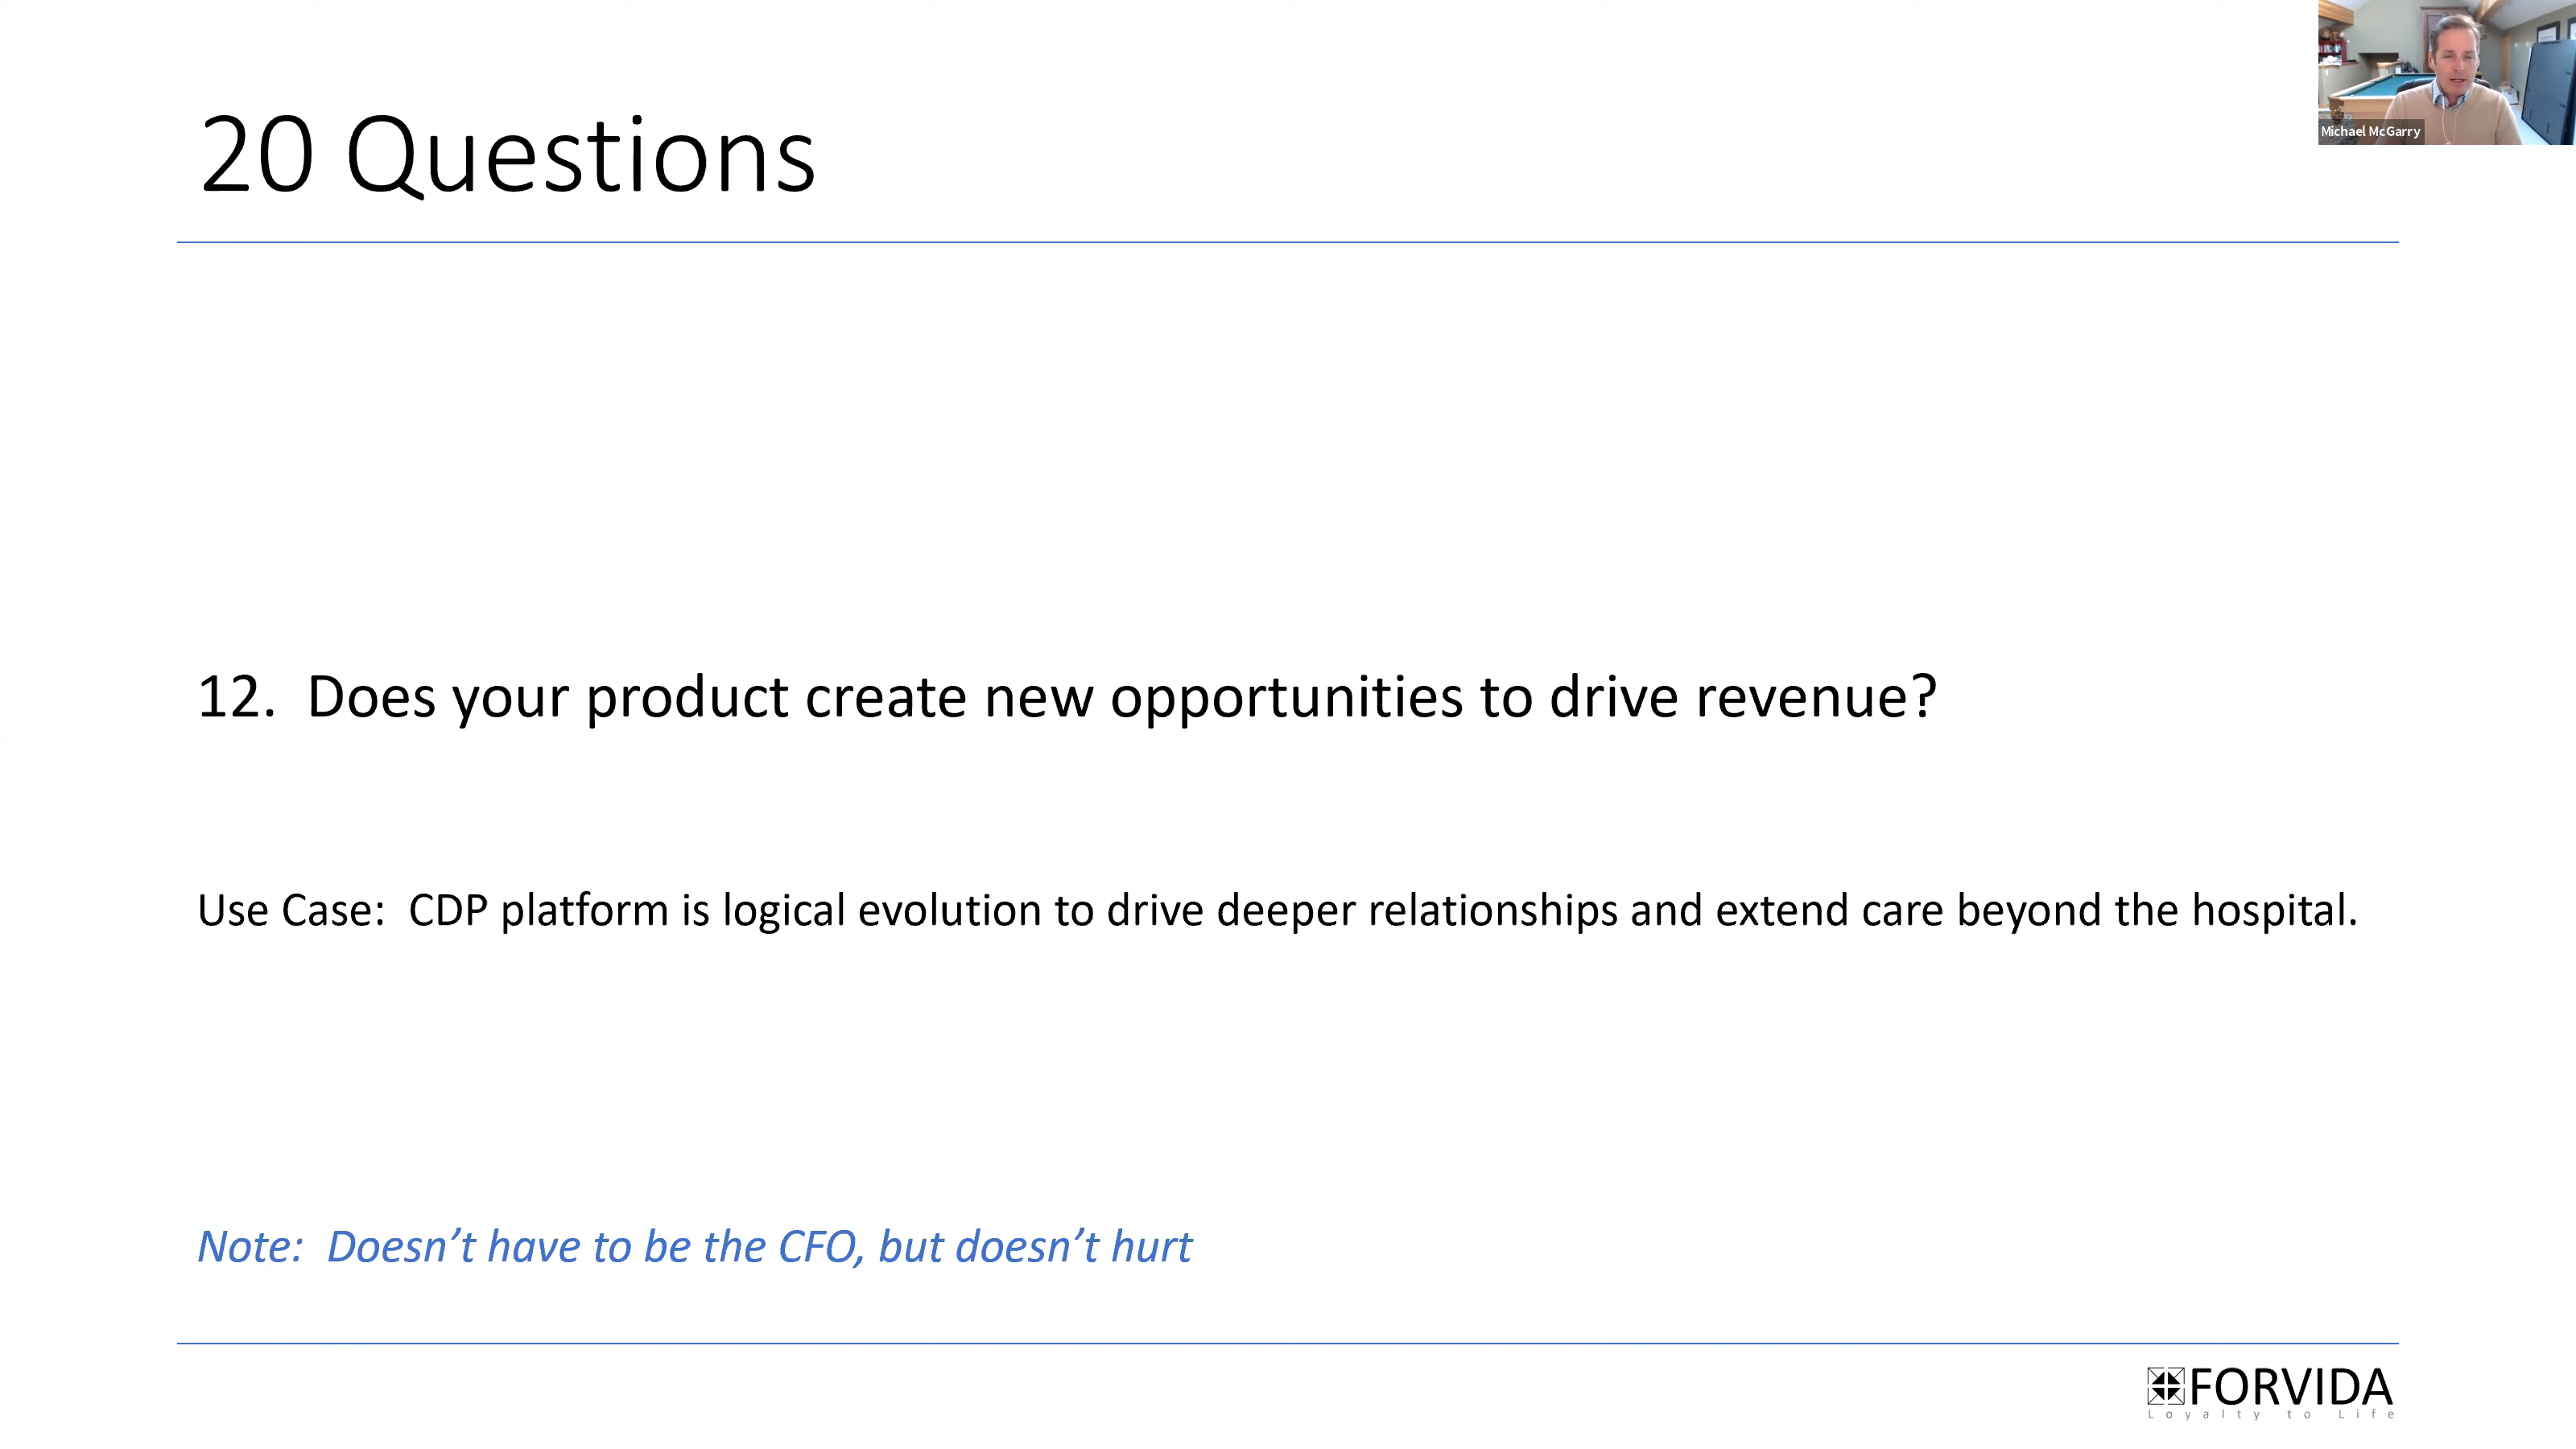 Michael McGarry
20 Questions
12. Does your product create new opportunities to drive revenue?
Use Case: CDP platform is logical evolution to drive deeper relationships and extend care beyond the hospital.
Note: Doesn’t have to be the CFO, but doesn’t hurt
FORVIDA
Loyalty to Life